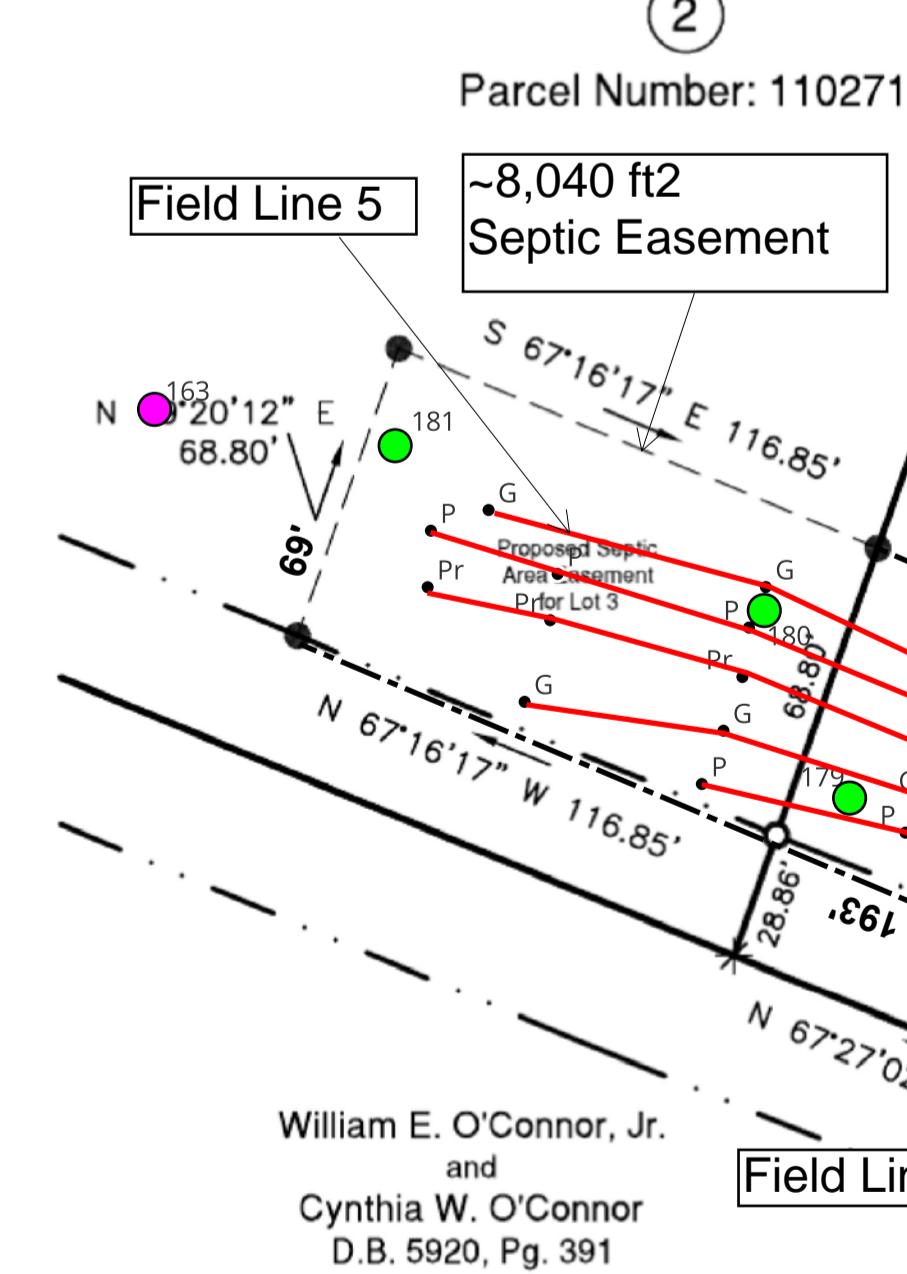 2
Parcel Number: 110271
Field Line 5
~8,040 ft2
Septic Easement
S 67°16'17" E 116.85'
163
N °20'12" E
68.80'
181
69'
G
P
Pr
Proposed Septic
Area Easement
for Lot 3
P
Pr
G
P
180
Pr
68.80'
G
G
P
179
P
N 67°16'17" W 116.85'
28.86'
193'
N 67°27'02
William E. O'Connor, Jr.
and
Cynthia W. O'Connor
D.B. 5920, Pg. 391
Field Lin